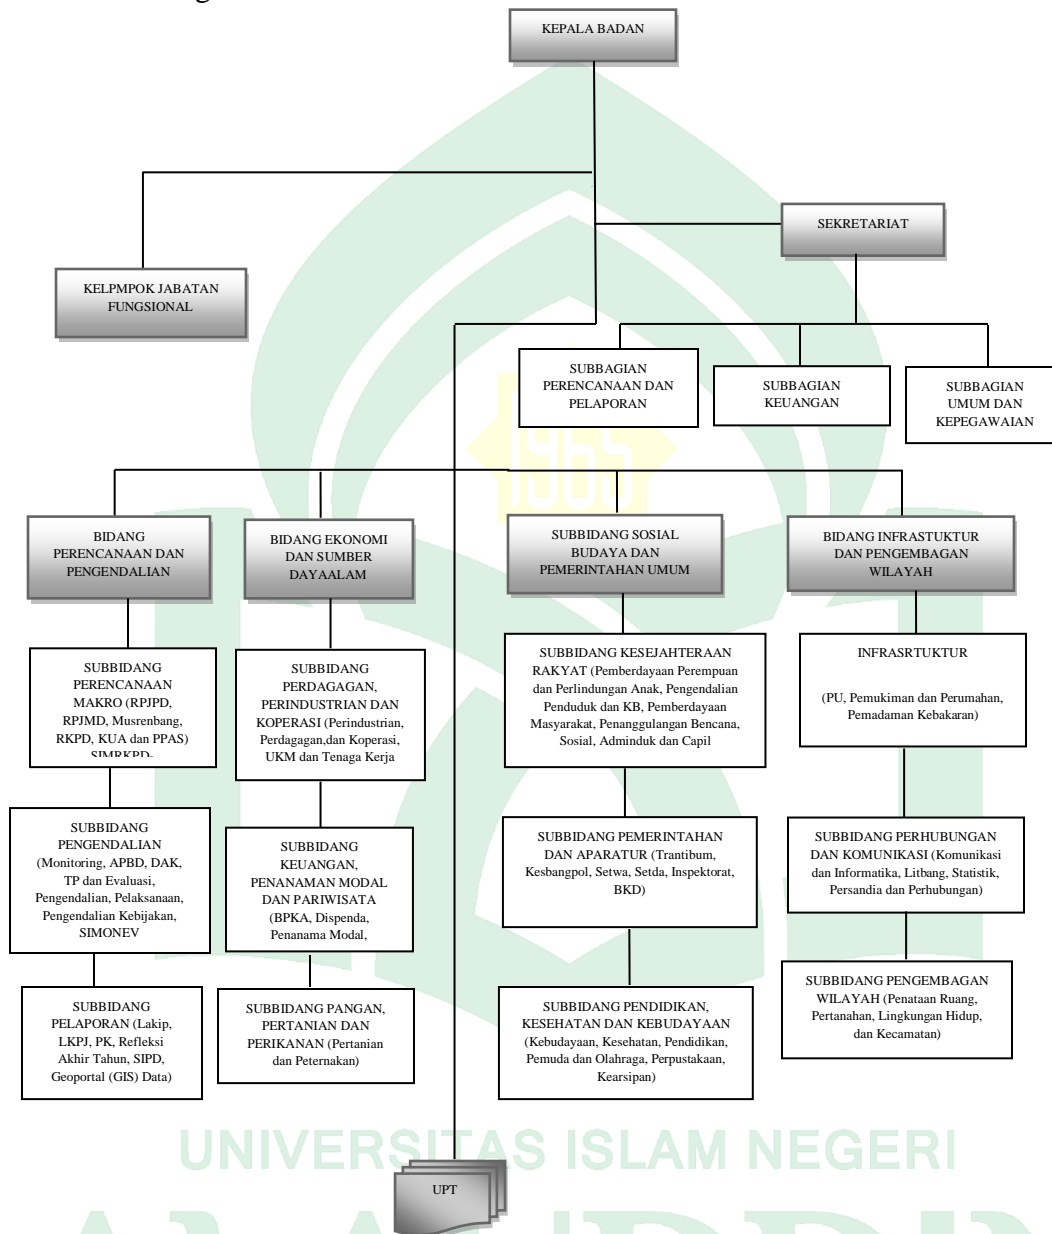 KEPALA BADAN
SEKRETARIAT
KELPMPOK JABATAN
FUNGSIONAL
SUBBAGIAN
PERENCANAAN DAN
PELAPORAN
SUBBAGIAN
KEUANGAN
SUBBAGIAN
UMUM DAN
KEPEGAWAIAN
1965
BIDANG
PERENCANAAN DAN
PENGENDALIAN
BIDANG EKONOMI
DAN SUMBER
DAYAALAM
SUBBIDANG SOSIAL
BUDAYA DAN
PEMERINTAHAN UMUM
BIDANG INFRASTUKTUR
DAN PENGEMBAGAN
WILAYAH
SUBBIDANG
PERENCANAAN
MAKRO (RPJPD,
RPJMD, Musrenbang,
RKPD, KUA dan PPAS)
SIMRKPD-
SUBBIDANG
PERDAGAGAN,
PERINDUSTRIAN DAN
KOPERASI (Perindustrian,
Perdagagan,dan Koperasi,
UKM dan Tenaga Kerja
SUBBIDANG KESEJAHTERAAN
RAKYAT (Pemberdayaan Perempuan
dan Perlindungan Anak, Pengendalian
Penduduk dan KB, Pemberdayaan
Masyarakat, Penanggulangan Bencana,
Sosial, Adminduk dan Capil
INFRASRTUKTUR
(PU, Pemukiman dan Perumahan,
Pemadaman Kebakaran)
SUBBIDANG
PENGENDALIAN
(Monitoring, APBD, DAK,
TP dan Evaluasi,
Pengendalian, Pelaksanaan,
Pengendalian Kebijakan,
SIMONEV
SUBBIDANG
KEUANGAN,
PENANAMAN MODAL
DAN PARIWISATA
(BPKA, Dispenda,
Penanama Modal,
SUBBIDANG PEMERINTAHAN
DAN APARATUR (Trantibum,
Kesbangpol, Setwa, Setda, Inspektorat,
BKD)
SUBBIDANG PERHUBUNGAN
DAN KOMUNIKASI (Komunikasi
dan Informatika, Litbang, Statistik,
Persandia dan Perhubungan)
SUBBIDANG
PELAPORAN (Lakip,
LKPJ, PK, Refleksi
Akhir Tahun, SIPD,
Geoportal (GIS) Data)
SUBBIDANG PANGAN,
PERTANIAN DAN
PERIKANAN (Pertanian
dan Peternakan)
SUBBIDANG PENDIDIKAN,
KESEHATAN DAN KEBUDAYAAN
(Kebudayaan, Kesehatan, Pendidikan,
Pemuda dan Olahraga, Perpustakaan,
Kearsipan)
SUBBIDANG PENGEMBAGAN
WILAYAH (Penataan Ruang,
Pertanahan, Lingkungan Hidup,
dan Kecamatan)
UNIVERSITAS ISLAM NEGERI
UPT